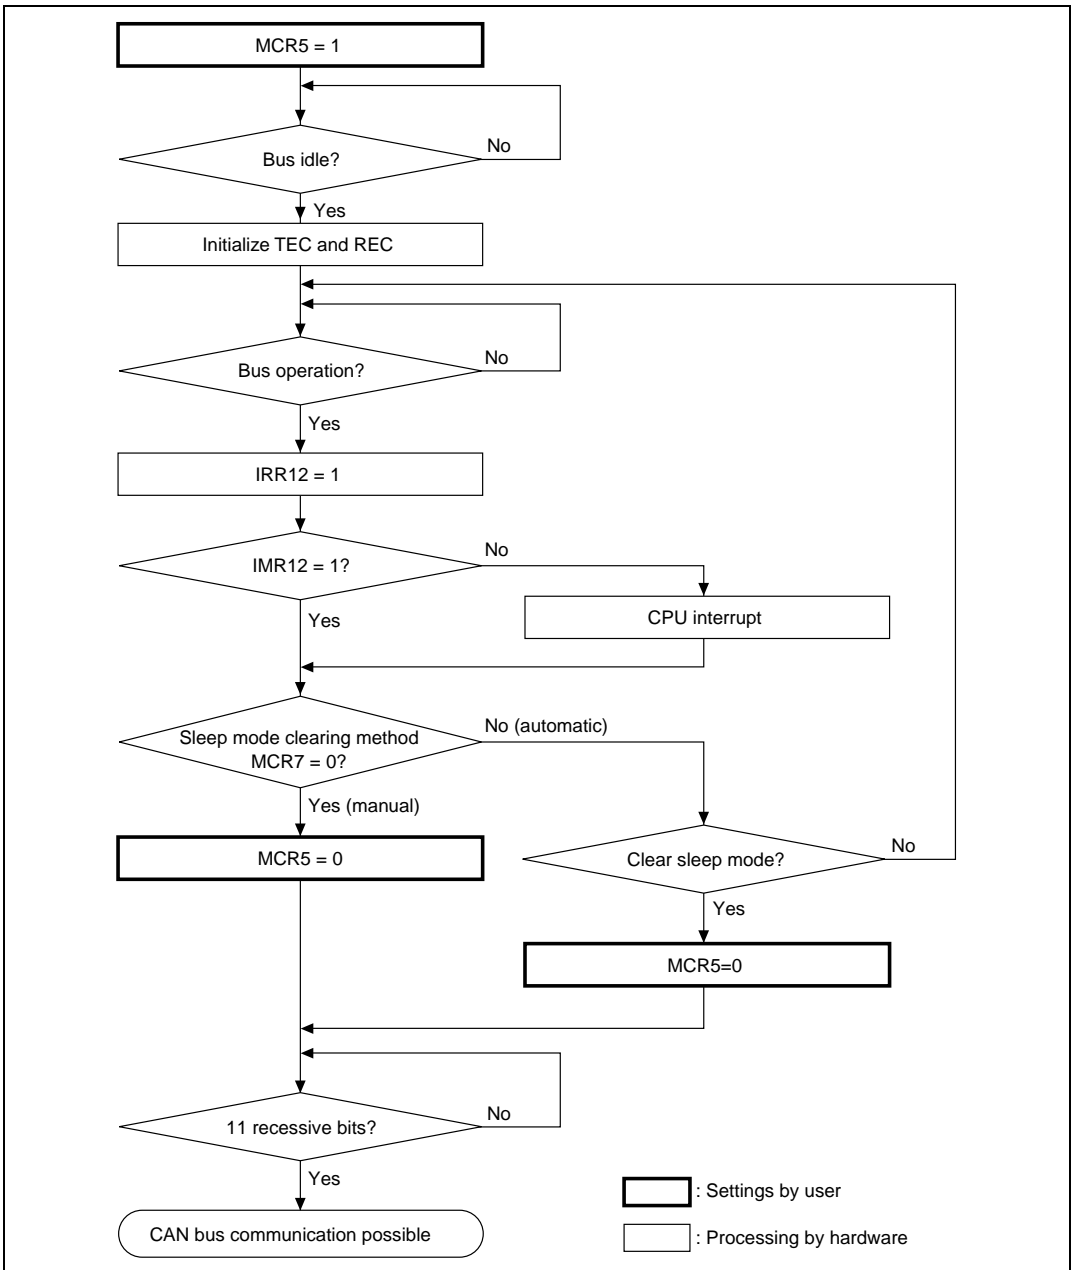 MCR5 = 1
No
Bus idle?
Yes
Initialize TEC and REC
No
Bus operation?
Yes
IRR12 = 1
No
IMR12 = 1?
CPU interrupt
Yes
No (automatic)
Sleep mode clearing method
MCR7 = 0?
Yes (manual)
No
MCR5 = 0
Clear sleep mode?
Yes
MCR5=0
No
11 recessive bits?
Yes
: Settings by user
CAN bus communication possible
: Processing by hardware